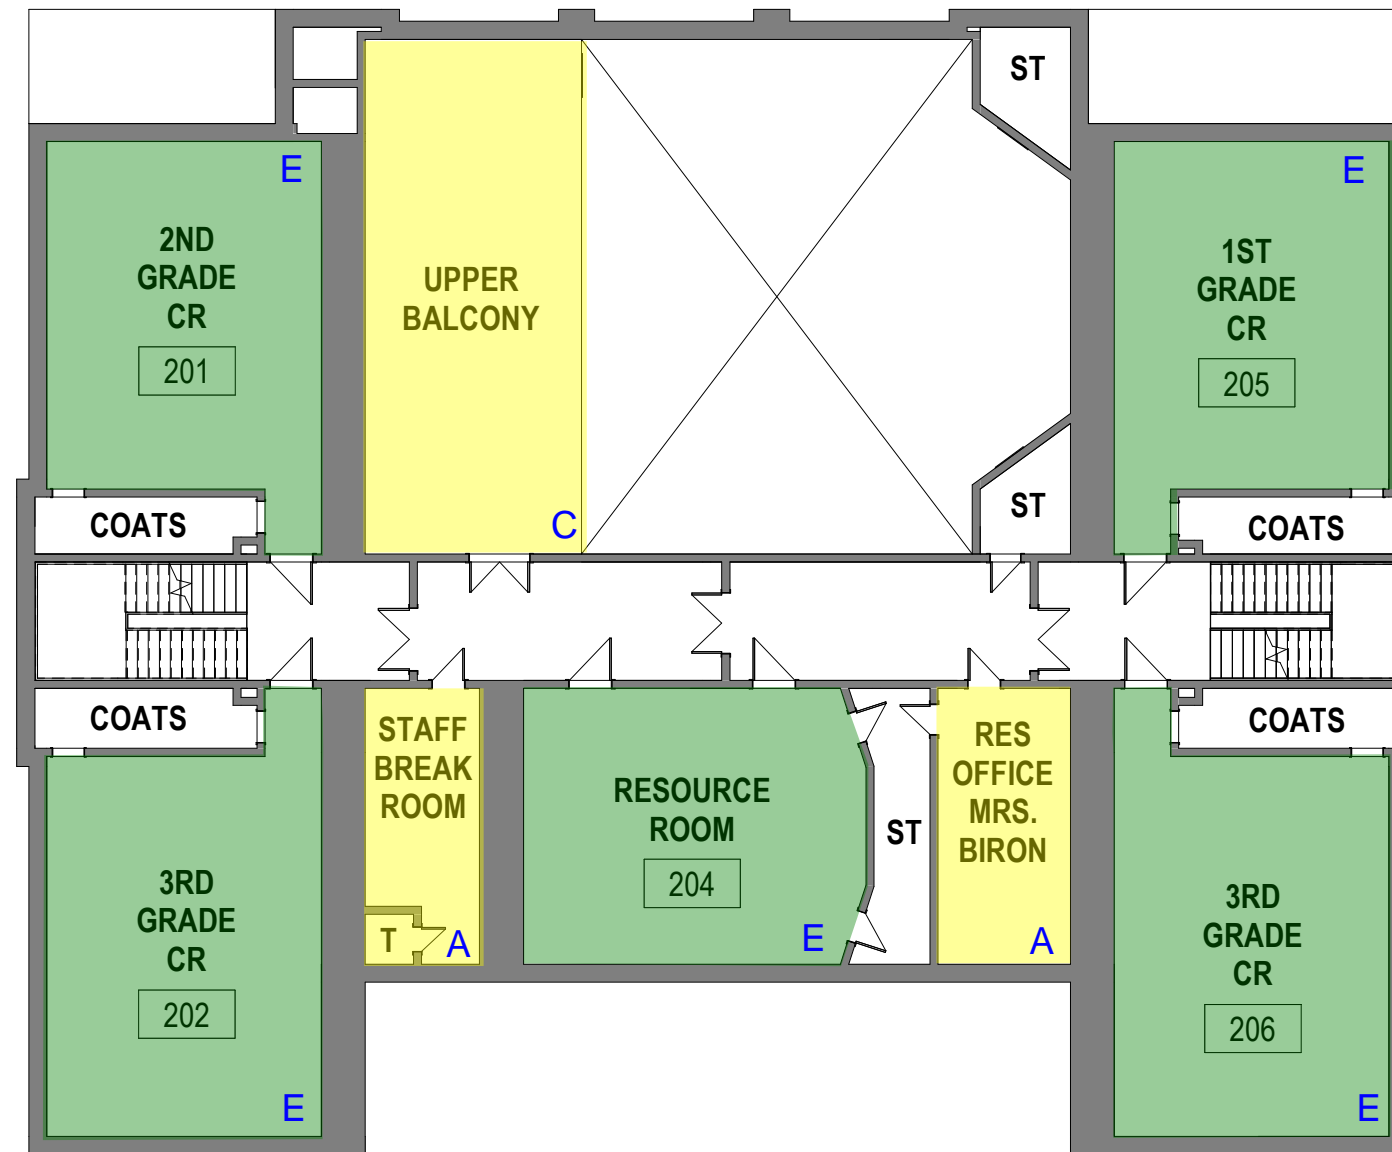 ST
E
2ND
GRADE
CR
201
UPPER
BALCONY
C
E
1ST
GRADE
CR
205
COATS
ST
COATS
COATS
COATS
STAFF
BREAK
ROOM
T
A
RESOURCE
ROOM
204
E
ST
RES
OFFICE
MRS.
BIRON
A
3RD
GRADE
CR
202
E
3RD
GRADE
CR
206
E